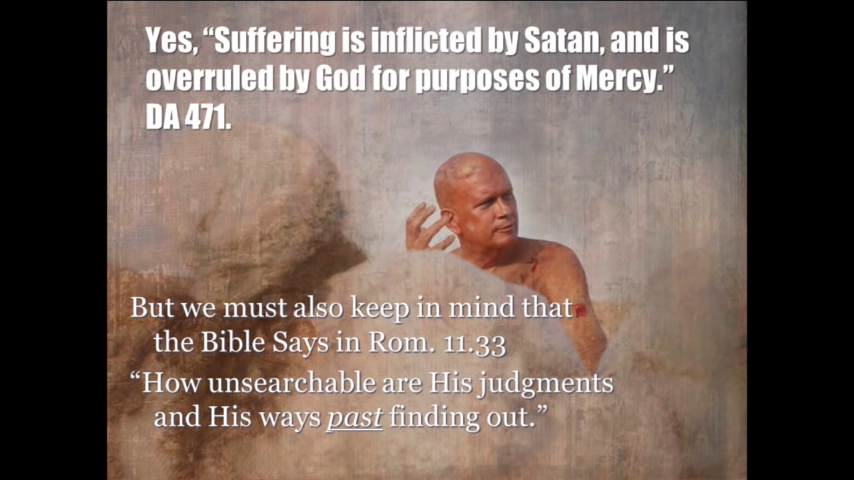 Yes, “Suffering is inflicted by Satan, and is
overruled by God for purposes of Mercy.”
DA 471.
But we must also keep in mind that
the Bible Says in Rom. 11.33
“How unsearchable are His judgments
and His ways past finding out.”